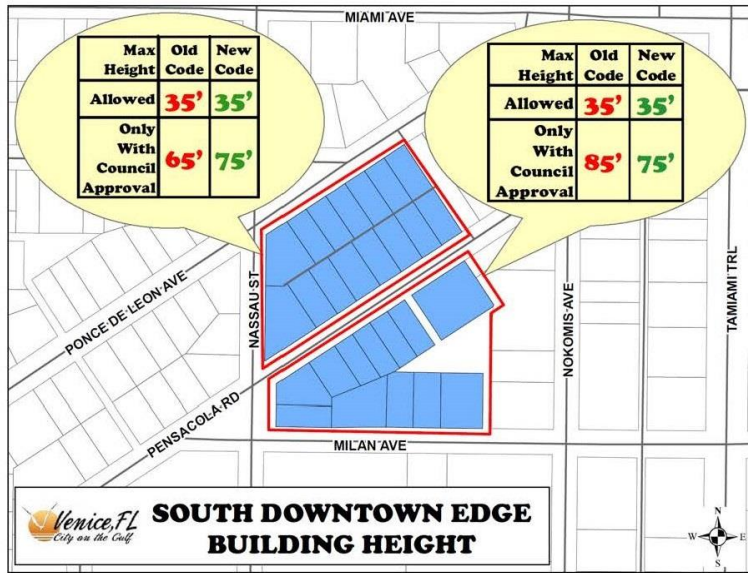 MIAMI AVE
Max Height Old Code New Code
Allowed 35' 35'
Only With Council Approval 65' 75'
Max Height Old Code New Code
Allowed 35' 35'
Only With Council Approval 85' 75'
PONCE DE LEON AVE
NASSAU ST
PENSACOLA RD
NOKOMIS AVE
TAMIAMI TRL
MILAN AVE
Venice, FL
City on the Gulf
SOUTH DOWNTOWN EDGE
BUILDING HEIGHT
N
W E
S